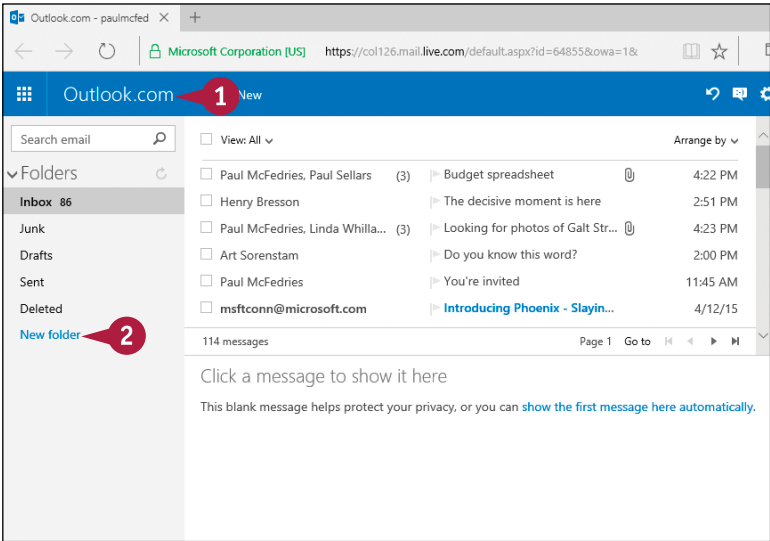 Outlook.com - paulmcfed
Microsoft Corporation [US] https://col126.mail.live.com/default.aspx?id=64855&owa=1&
Outlook.com 1 New
Search email
View: All Arrange by
Folders
Paul McFedries, Paul Sellars (3) Budget spreadsheet 4:22 PM
Inbox 86
Henry Bresson The decisive moment is here 2:51 PM
Junk
Paul McFedries, Linda Whilla... (3) Looking for photos of Galt Str... 4:23 PM
Drafts
Art Sorenstam Do you know this word? 2:00 PM
Sent
Paul McFedries You're invited 11:45 AM
Deleted
msftconn@microsoft.com Introducing Phoenix - Slayin... 4/12/15
New folder 2
114 messages Page 1 Go to
Click a message to show it here
This blank message helps protect your privacy, or you can show the first message here automatically.